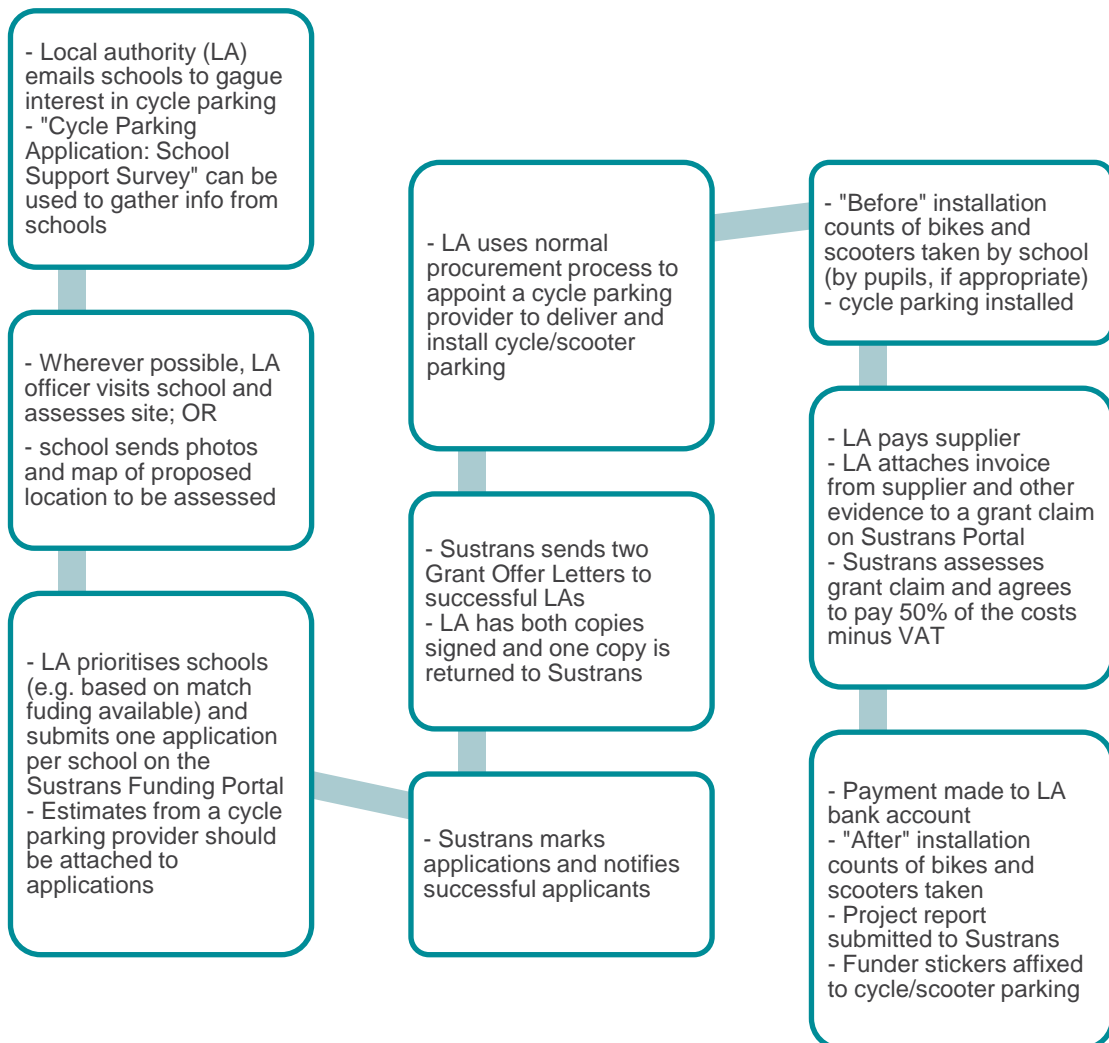 - Local authority (LA)
emails schools to gague
interest in cycle parking
- "Cycle Parking
Application: School
Support Survey" can be
used to gather info from
schools
- Wherever possible, LA
officer visits school and
assesses site; OR
- school sends photos
and map of proposed
location to be assessed
- LA prioritises schools
(e.g. based on match
fuding available) and
submits one application
per school on the
Sustrans Funding Portal
- Estimates from a cycle
parking provider should
be attached to
applications
- Sustrans marks
applications and notifies
successful applicants
- Sustrans sends two
Grant Offer Letters to
successful LAs
- LA has both copies
signed and one copy is
returned to Sustrans
- LA uses normal
procurement process to
appoint a cycle parking
provider to deliver and
install cycle/scooter
parking
- "Before" installation
counts of bikes and
scooters taken by school
(by pupils, if appropriate)
- cycle parking installed
- LA pays supplier
- LA attaches invoice
from supplier and other
evidence to a grant claim
on Sustrans Portal
- Sustrans assesses
grant claim and agrees
to pay 50% of the costs
minus VAT
- Payment made to LA
bank account
- "After" installation
counts of bikes and
scooters taken
- Project report
submitted to Sustrans
- Funder stickers affixed
to cycle/scooter parking